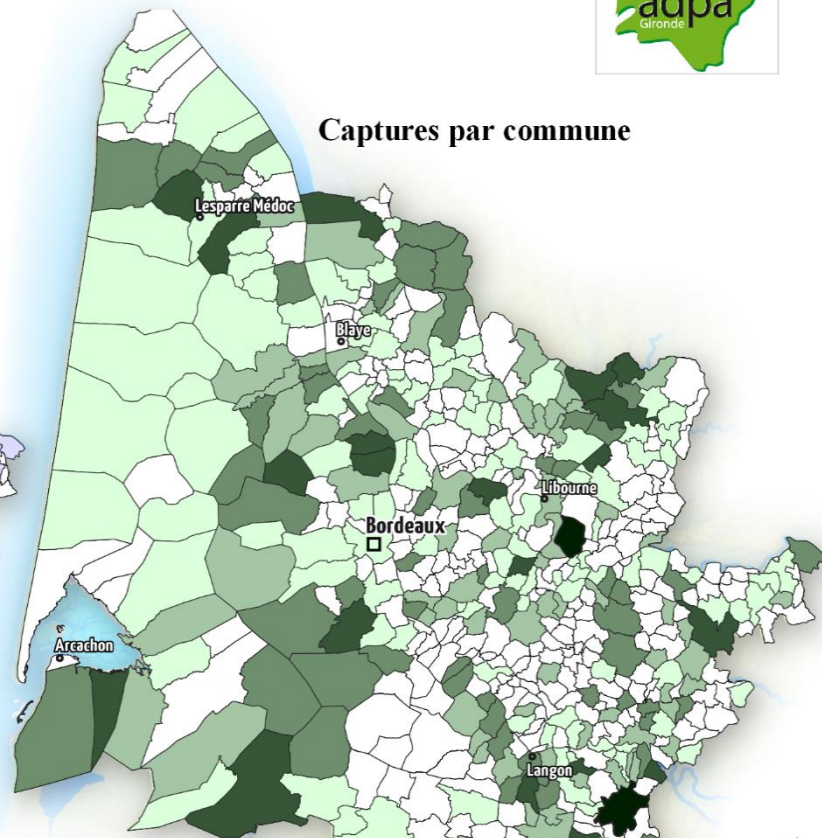 adpa
Gironde
Captures par commune
Lesparre Médoc
Blaye
Libourne
Bordeaux
Arcachon
Langon